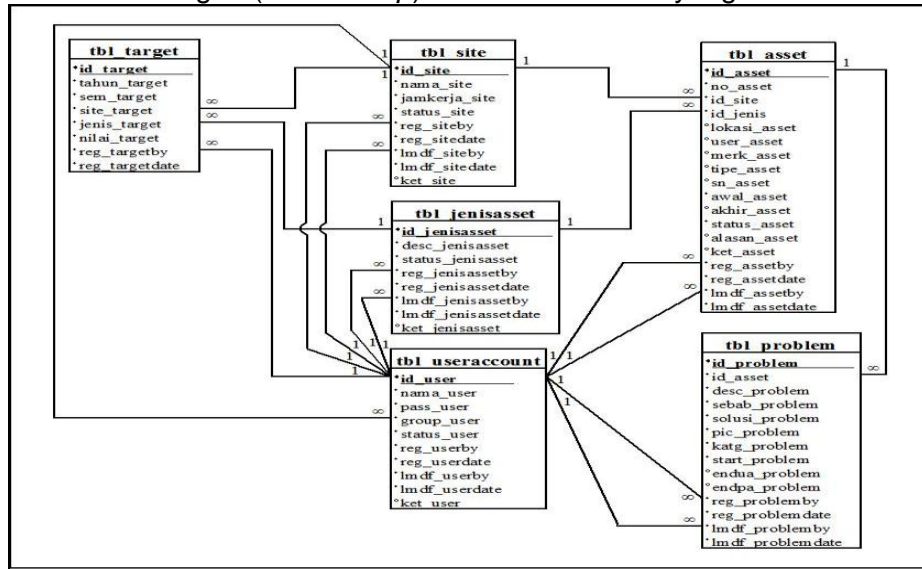 tbl_target
*id_target
*tahun_target
*sem_target
*site_target
*jenis_target
*nilai_target
*reg_targetby
*reg_targetdate
tbl_site
*id_site
*nama_site
*jamkerja_site
*status_site
*reg_siteby
*reg_sitedate
*lmdf_siteby
*lmdf_sitedate
°ket_site
tbl_jenisasset
*id_jenisasset
*desc_jenisasset
*status_jenisasset
*reg_jenisassetby
*reg_jenisassetdate
*lmdf_jenisassetby
*lmdf_jenisassetdate
°ket_jenisasset
tbl_useraccount
*id_user
*nama_user
*pass_user
*group_user
*status_user
*reg_userby
*reg_userdate
*lmdf_userby
*lmdf_userdate
°ket_user
tbl_asset
*id_asset
*no_asset
*id_site
*id_jenis
°lokasi_asset
°user_asset
°merk_asset
°tipe_asset
°sn_asset
*awal_asset
°akhir_asset
*status_asset
°alasan_asset
°ket_asset
*reg_assetby
*reg_assetdate
*lmdf_assetby
*lmdf_assetdate
tbl_problem
*id_problem
*id_asset
*desc_problem
*sebab_problem
*solusi_problem
*pic_problem
*katg_problem
*start_problem
°endua_problem
°endpa_problem
*reg_problemby
*reg_problemdate
*lmdf_problemby
*lmdf_problemdate